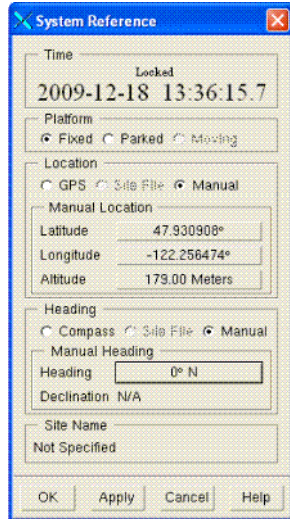 System Reference
Time
Locked
2009-12-18 13:36:15.7
Platform
Fixed Parked Moving
Location
GPS Site File Manual
Manual Location
Latitude 47.930908°
Longitude -122.256474°
Altitude 179.00 Meters
Heading
Compass Site File Manual
Manual Heading
Heading 0° N
Declination N/A
Site Name
Not Specified
OK Apply Cancel Help